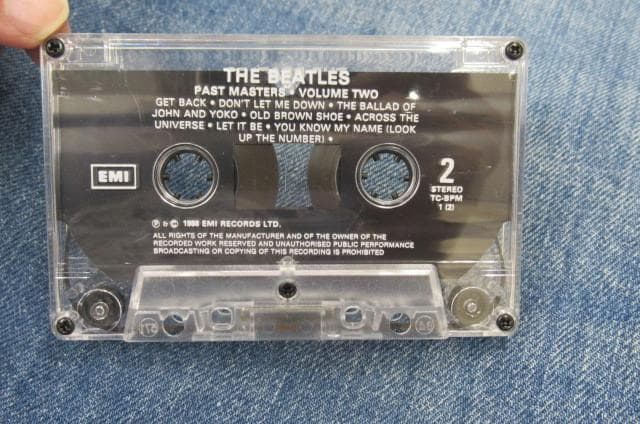 THE BEATLES
PAST MASTERS • VOLUME TWO
GET BACK • DON'T LET ME DOWN • THE BALLAD OF
JOHN AND YOKO • OLD BROWN SHOE • ACROSS THE
UNIVERSE • LET IT BE • YOU KNOW MY NAME (LOOK
UP THE NUMBER) •
EMI
2
STEREO
TC-BPM
1 (2)
℗ & © 1988 EMI RECORDS LTD.
ALL RIGHTS OF THE MANUFACTURER AND OF THE OWNER OF THE
RECORDED WORK RESERVED AND UNAUTHORISED PUBLIC PERFORMANCE
BROADCASTING OR COPYING OF THIS RECORDING IS PROHIBITED